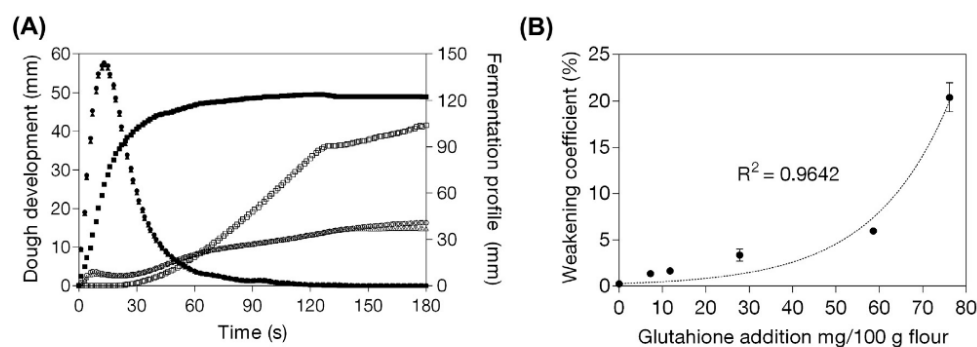 (A)
Dough development (mm)
60
50
40
30
20
10
0
0 30 60 90 120 150 180
Time (s)
150
120
90
60
30
0
Fermentation profile (mm)
(B)
Weakening coefficient (%)
25
20
15
10
5
0
R² = 0.9642
0 10 20 30 40 50 60 70 80
Glutahione addition mg/100 g flour